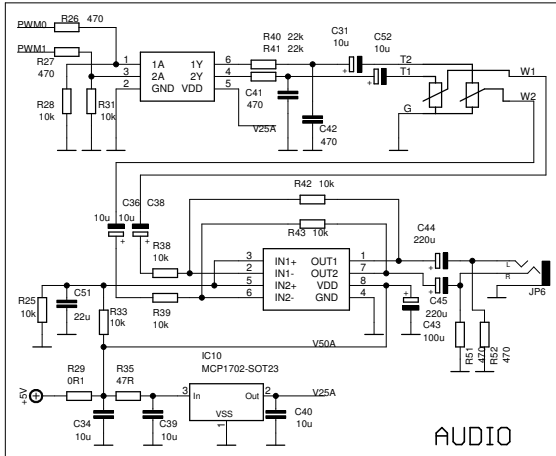 PWM0
R26 470
PWM1
R27
470
R28
10k
R31
10k
1 1A 1Y 6
3 2A 2Y 4
2 GND VDD 5
R40 22k
R41 22k
C41
470
V25A
C42
470
C31
10u
C52
10u
T2
T1
G
W1
W2
C36
10u
C38
10u
R42 10k
R43 10k
R38
10k
R39
10k
3 IN1+ OUT1 1
2 IN1- OUT2 7
5 IN2+ VDD 8
6 IN2- GND 4
C44
220u
C45
220u
C43
100u
L
R
JP6
R51
470
R52
470
R25
10k
C51
22u
R33
10k
V50A
+5V
R29
0R1
R35
47R
IC10
MCP1702-SOT23
3 In Out 2
VSS
1
V25A
C34
10u
C39
10u
C40
10u
AUDIO